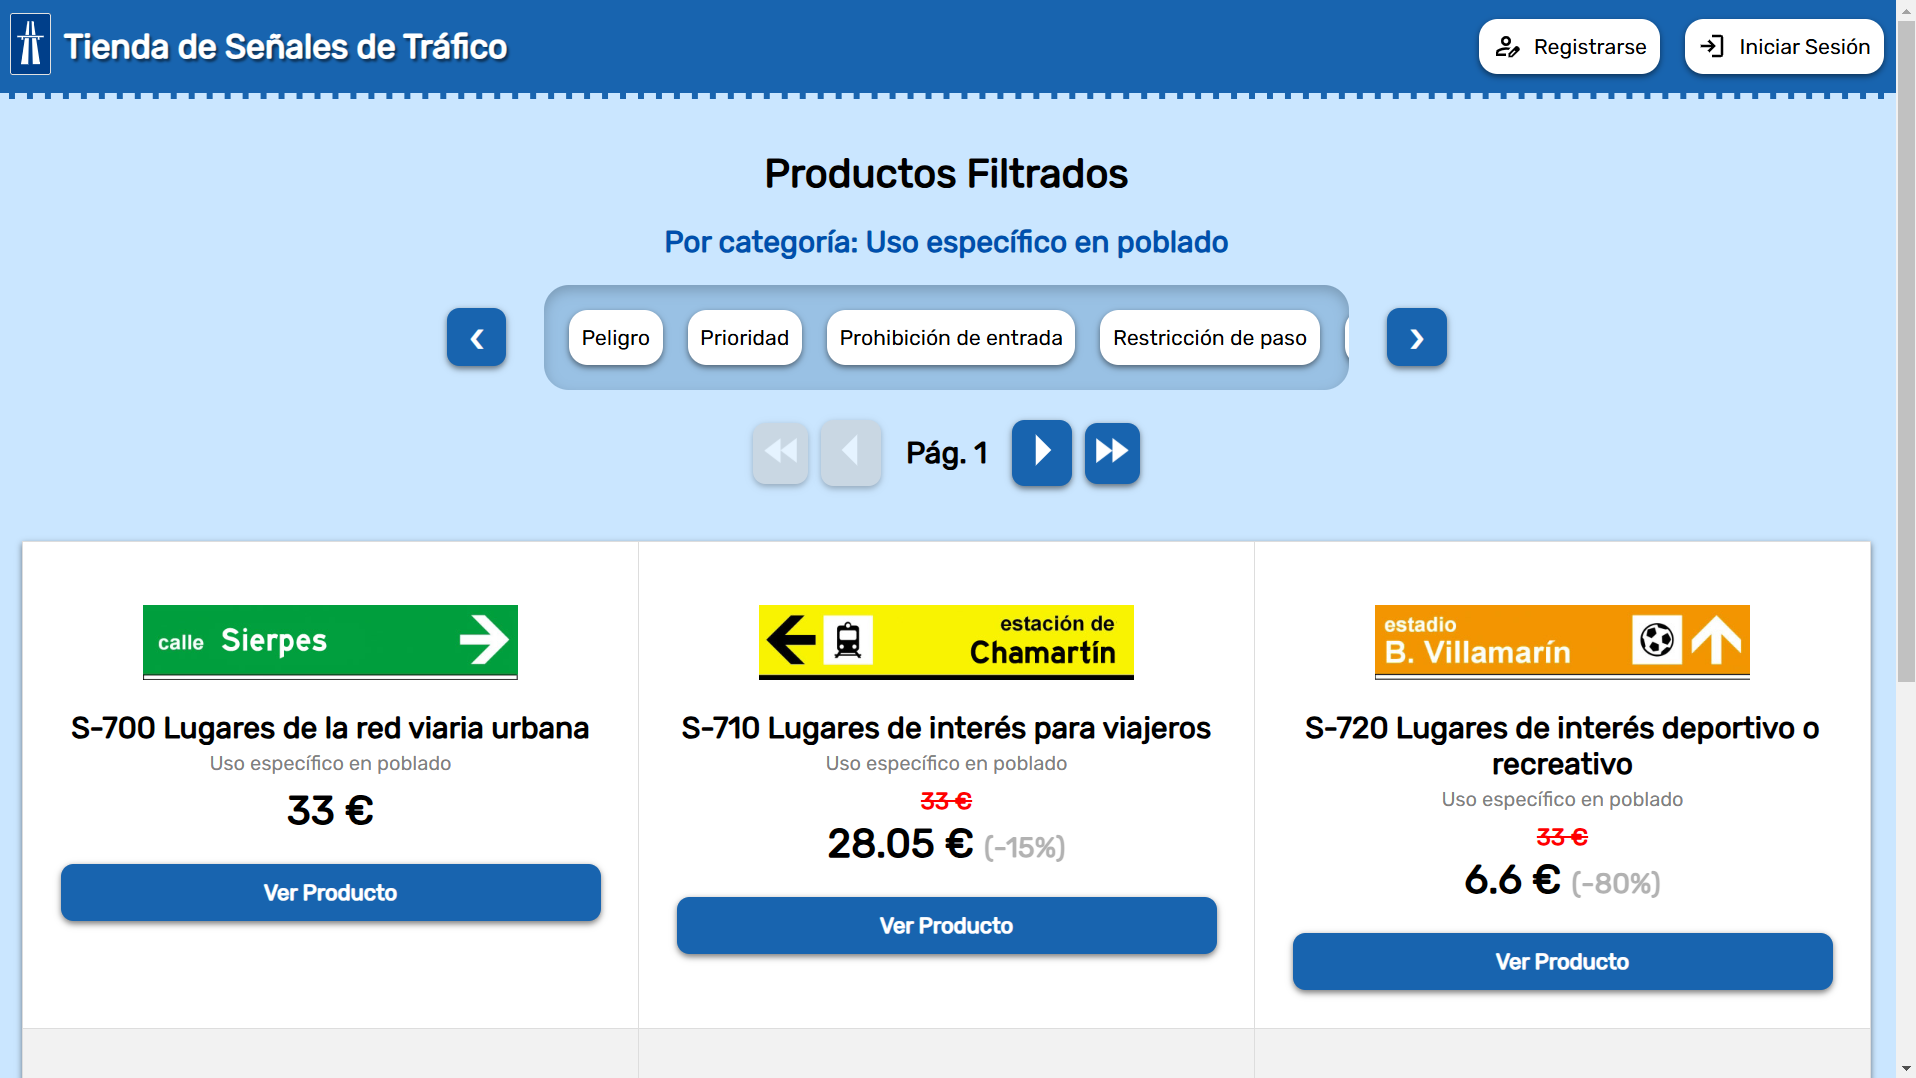 Tienda de Señales de Tráfico
Registrarse
Iniciar Sesión
Productos Filtrados
Por categoría: Uso específico en poblado
Peligro
Prioridad
Prohibición de entrada
Restricción de paso
Pág. 1
calle Sierpes
S-700 Lugares de la red viaria urbana
Uso específico en poblado
33 €
Ver Producto
estación de
Chamartín
S-710 Lugares de interés para viajeros
Uso específico en poblado
33 €
28.05 € (-15%)
Ver Producto
estadio
B. Villamarín
S-720 Lugares de interés deportivo o
recreativo
Uso específico en poblado
33 €
6.6 € (-80%)
Ver Producto